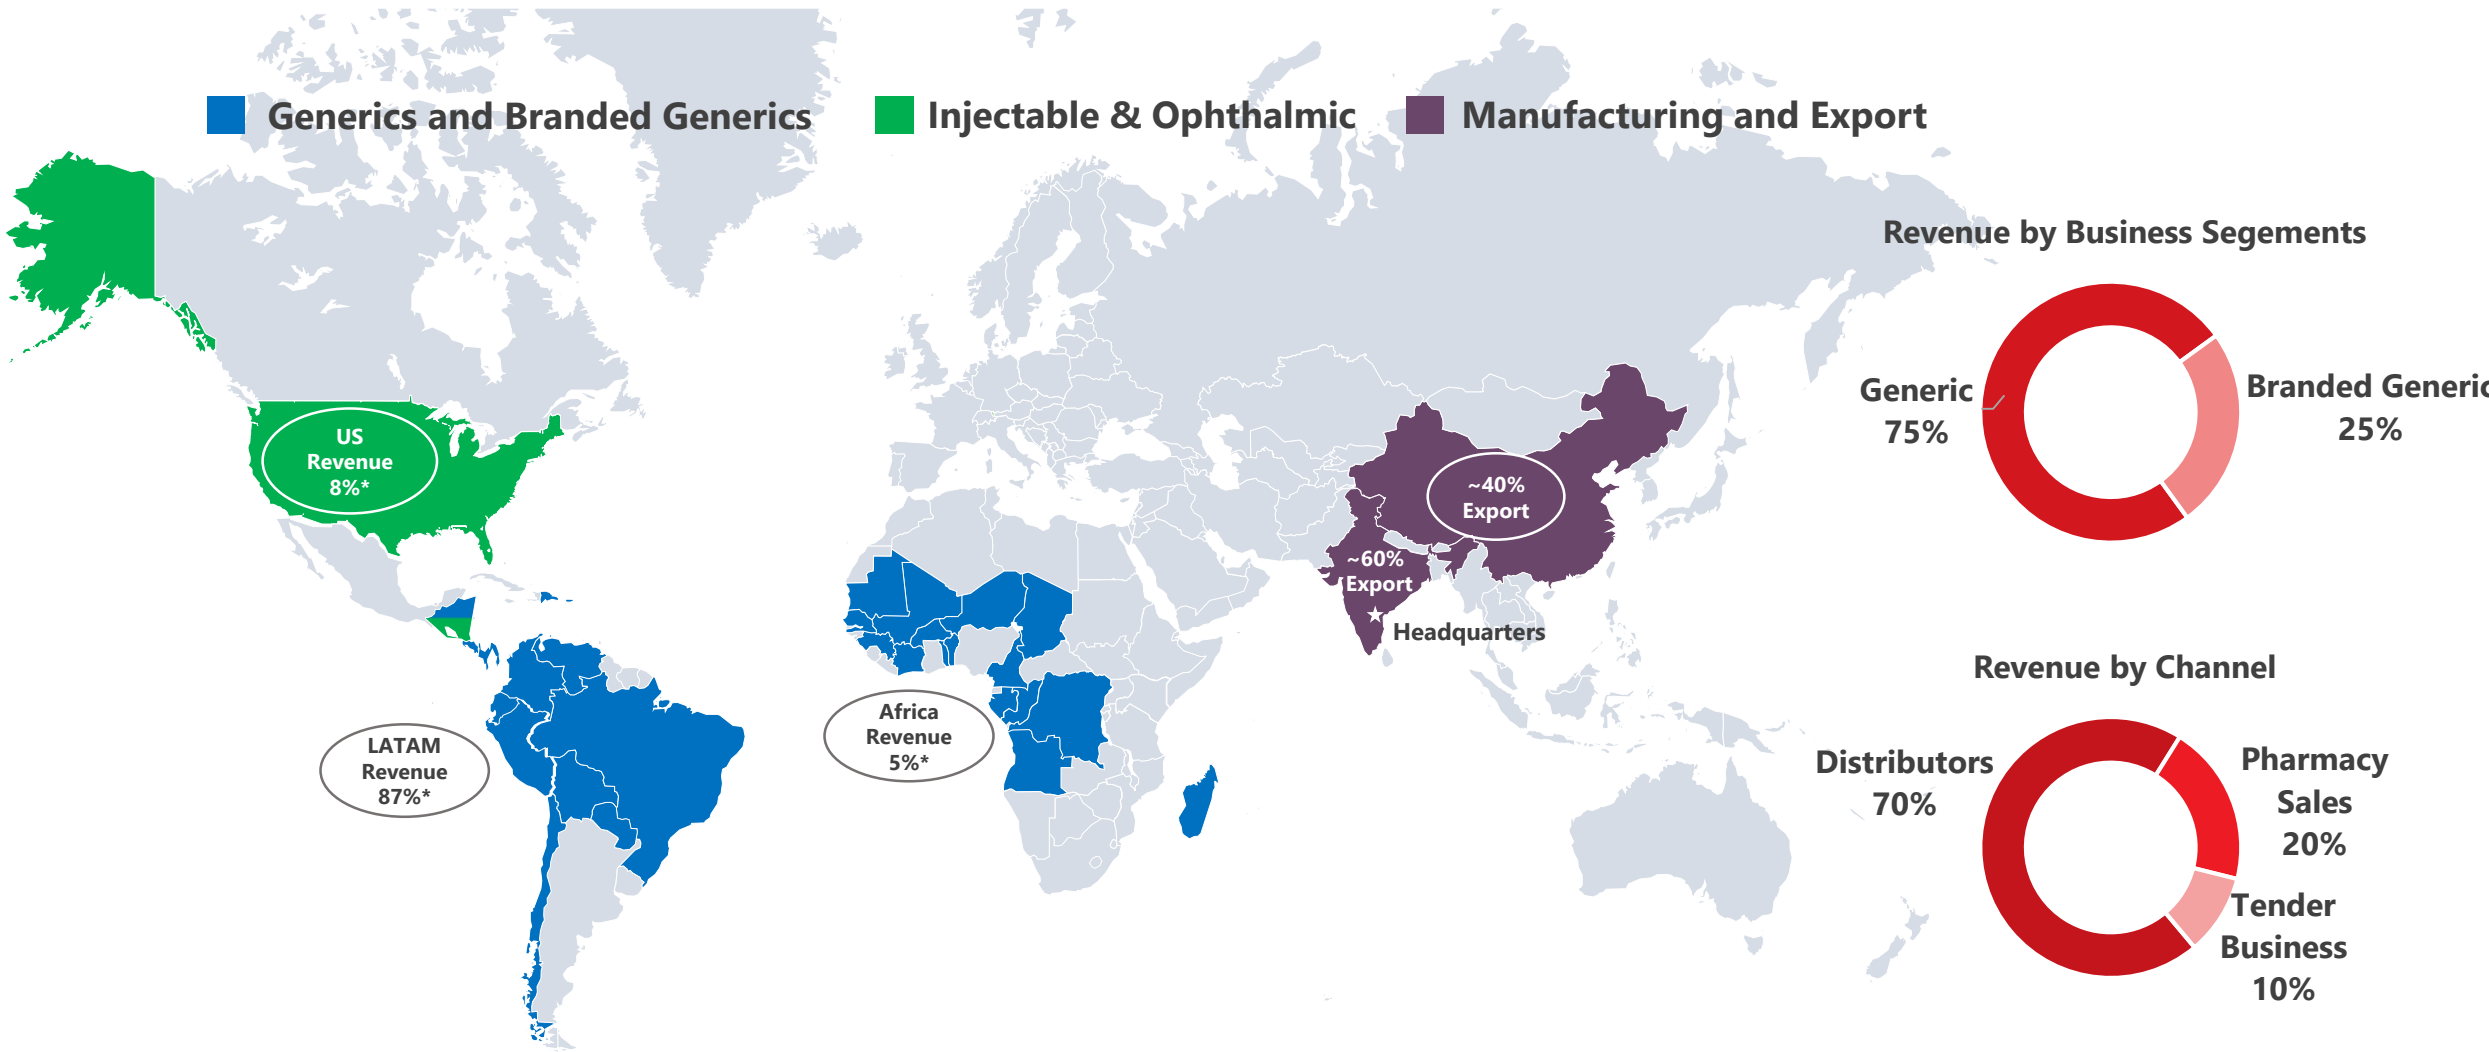 Generics and Branded Generics
Injectable & Ophthalmic
Manufacturing and Export
US
Revenue
8%*
LATAM
Revenue
87%*
Africa
Revenue
5%*
~40%
Export
~60%
Export
Headquarters
Revenue by Business Segements
Generic
75%
Branded Generic
25%
Revenue by Channel
Distributors
70%
Pharmacy
Sales
20%
Tender
Business
10%